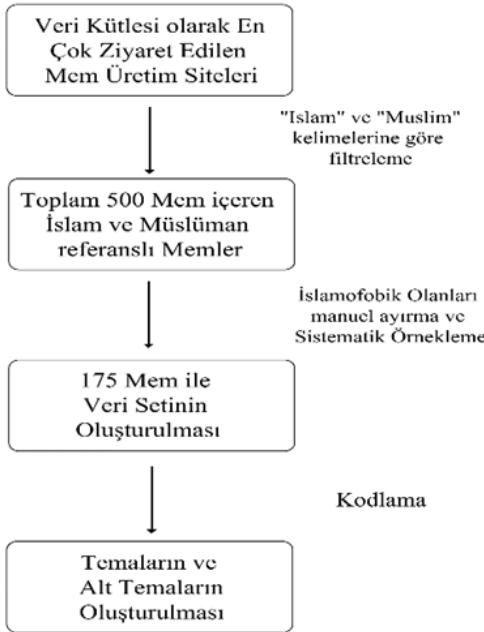 Veri Kütlesi olarak En
Çok Ziyaret Edilen
Mem Üretim Siteleri
"Islam" ve "Muslim"
kelimelerine göre
filtreleme
Toplam 500 Mem içeren
İslam ve Müslüman
referanslı Memler
İslamofobik Olanları
manuel ayırma ve
Sistematik Örnekleme
175 Mem ile
Veri Setinin
Oluşturulması
Kodlama
Temaların ve
Alt Temaların
Oluşturulması